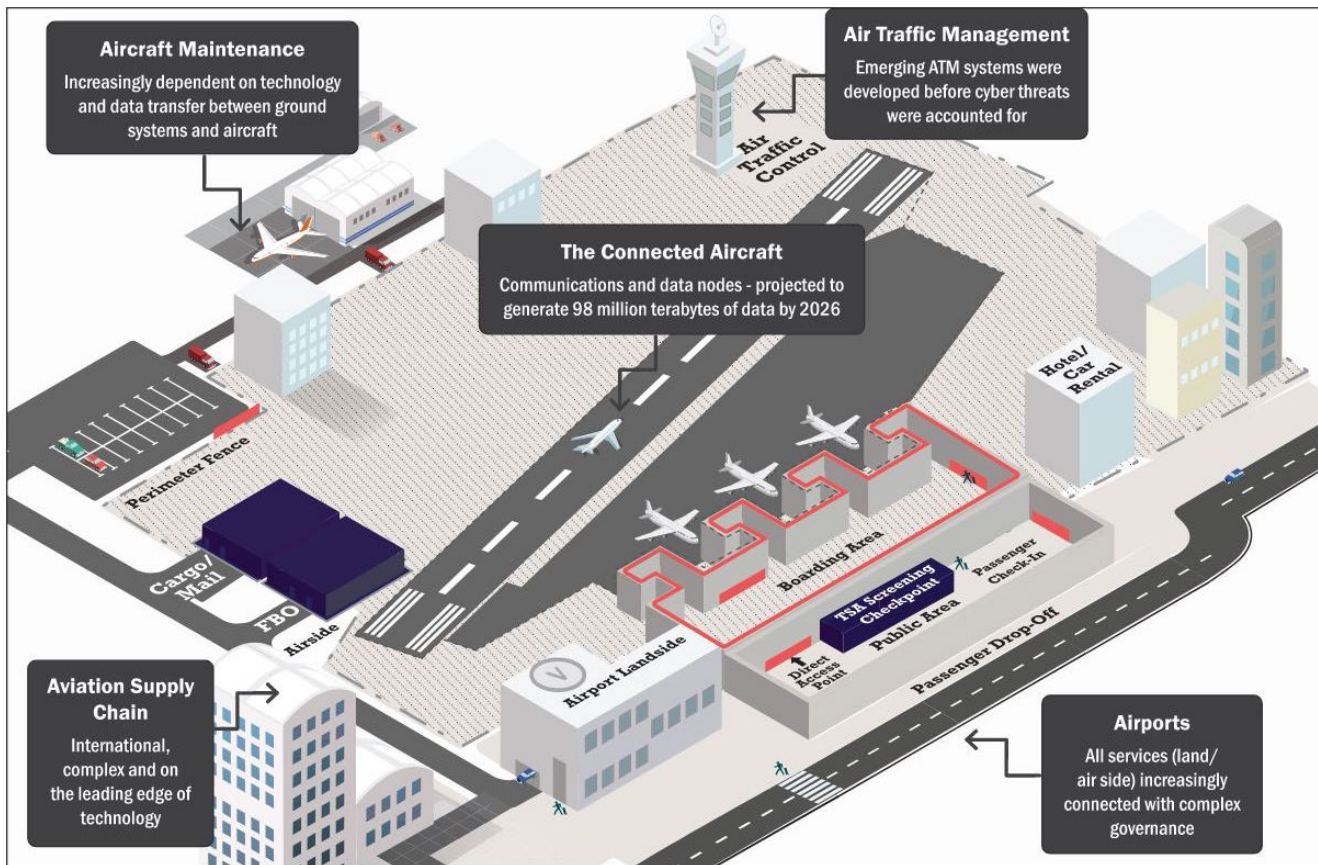 Aircraft Maintenance
Increasingly dependent on technology
and data transfer between ground
systems and aircraft
Air Traffic Management
Emerging ATM systems were
developed before cyber threats
were accounted for
Air
Traffic
Control
The Connected Aircraft
Communications and data nodes - projected to
generate 98 million terabytes of data by 2026
Hotel/
Car
Rental
Perimeter Fence
Cargo/
Mail
FBO
Airside
Boarding Area
Passenger
Check-In
TSA Screening
Checkpoint
Public Area
Direct
Access
Point
Passenger Drop-Off
Airport Landside
V
Aviation Supply
Chain
International,
complex and on
the leading edge of
technology
Airports
All services (land/
air side) increasingly
connected with complex
governance